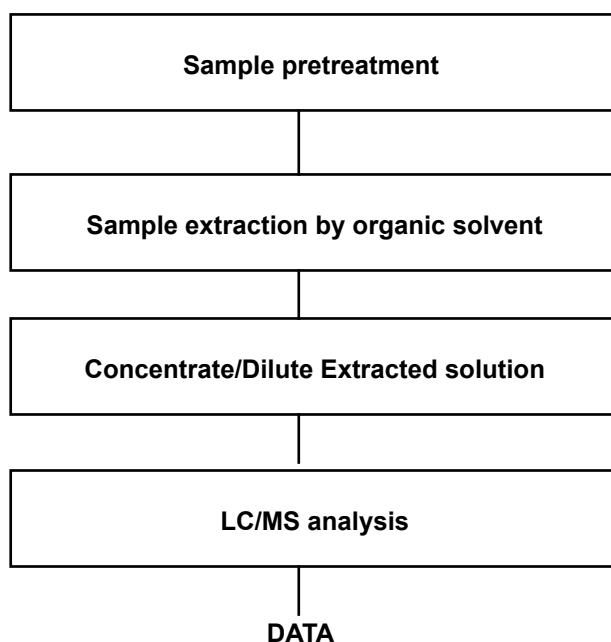 Sample pretreatment
Sample extraction by organic solvent
Concentrate/Dilute Extracted solution
LC/MS analysis
DATA